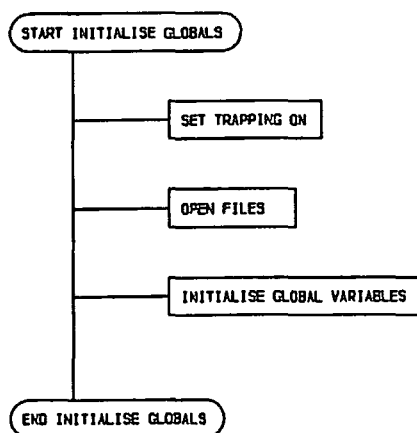 START INITIALISE GLOBALS
SET TRAPPING ON
OPEN FILES
INITIALISE GLOBAL VARIABLES
END INITIALISE GLOBALS